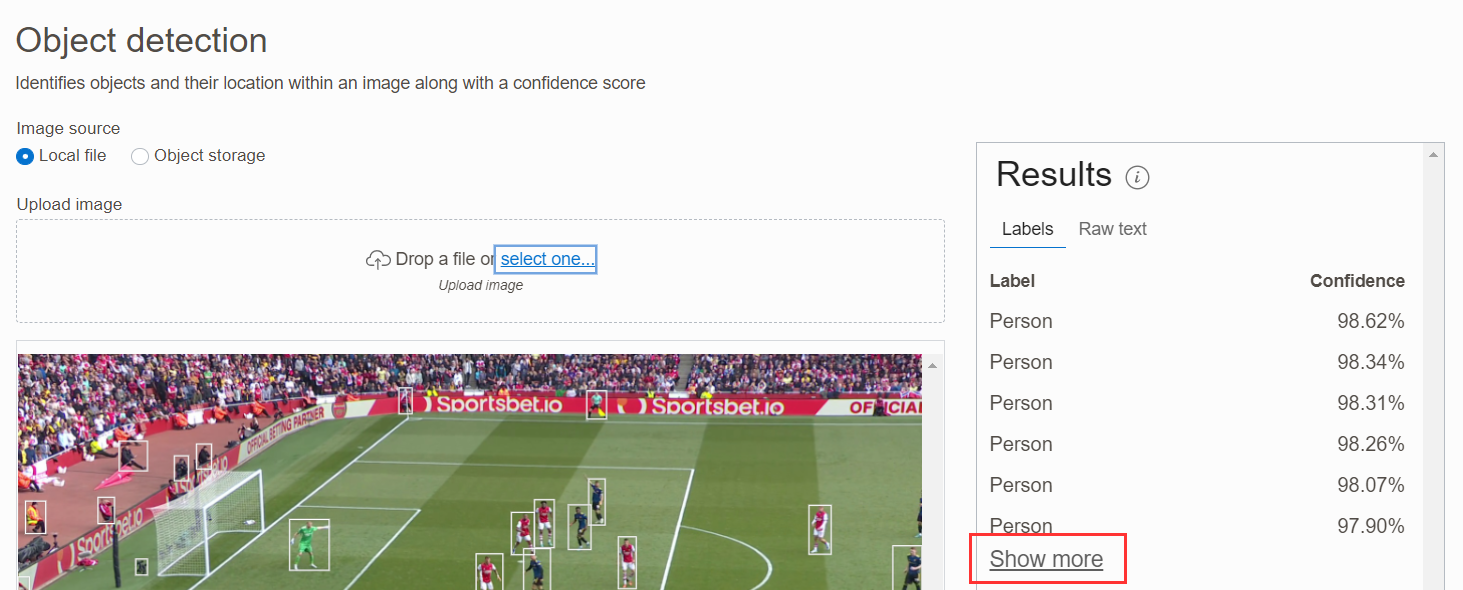 Object detection
Identifies objects and their location within an image along with a confidence score
Image source
Local file Object storage
Upload image
Drop a file or select one...
Upload image
Sportsbet.io Sportsbet.io OFFICIAL
OFFICIAL BETTING PARTNER
Sportsbet.io
Results i
Labels Raw text
Label Confidence
Person 98.62%
Person 98.34%
Person 98.31%
Person 98.26%
Person 98.07%
Person 97.90%
Show more